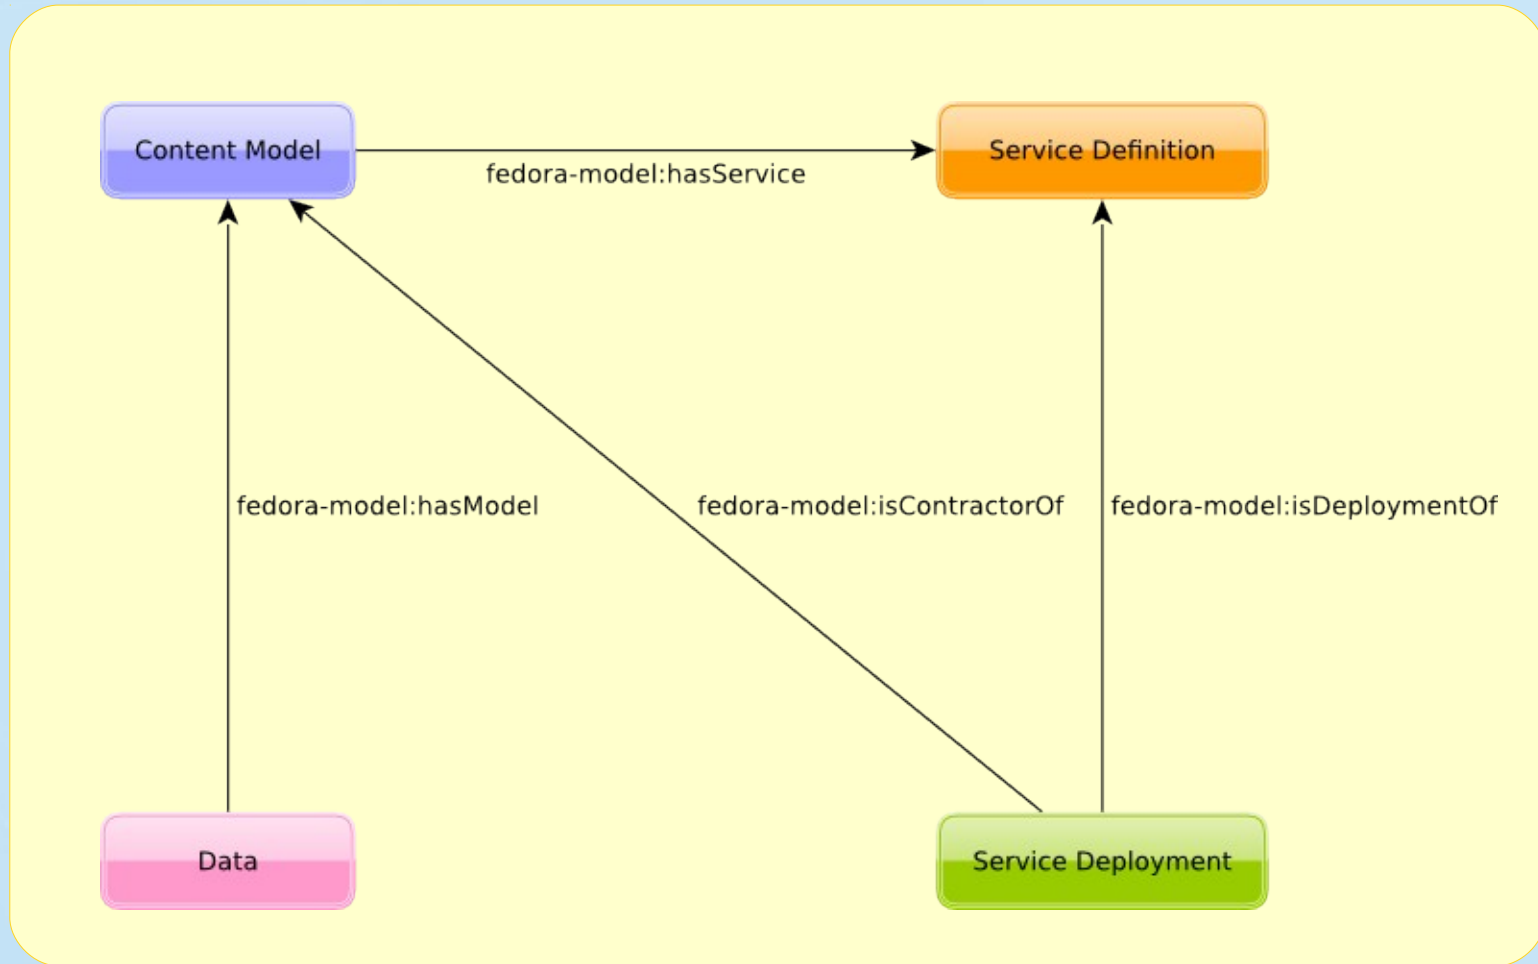 Content Model
Service Definition
fedora-model:hasService
fedora-model:hasModel
fedora-model:isContractorOf
fedora-model:isDeploymentOf
Data
Service Deployment